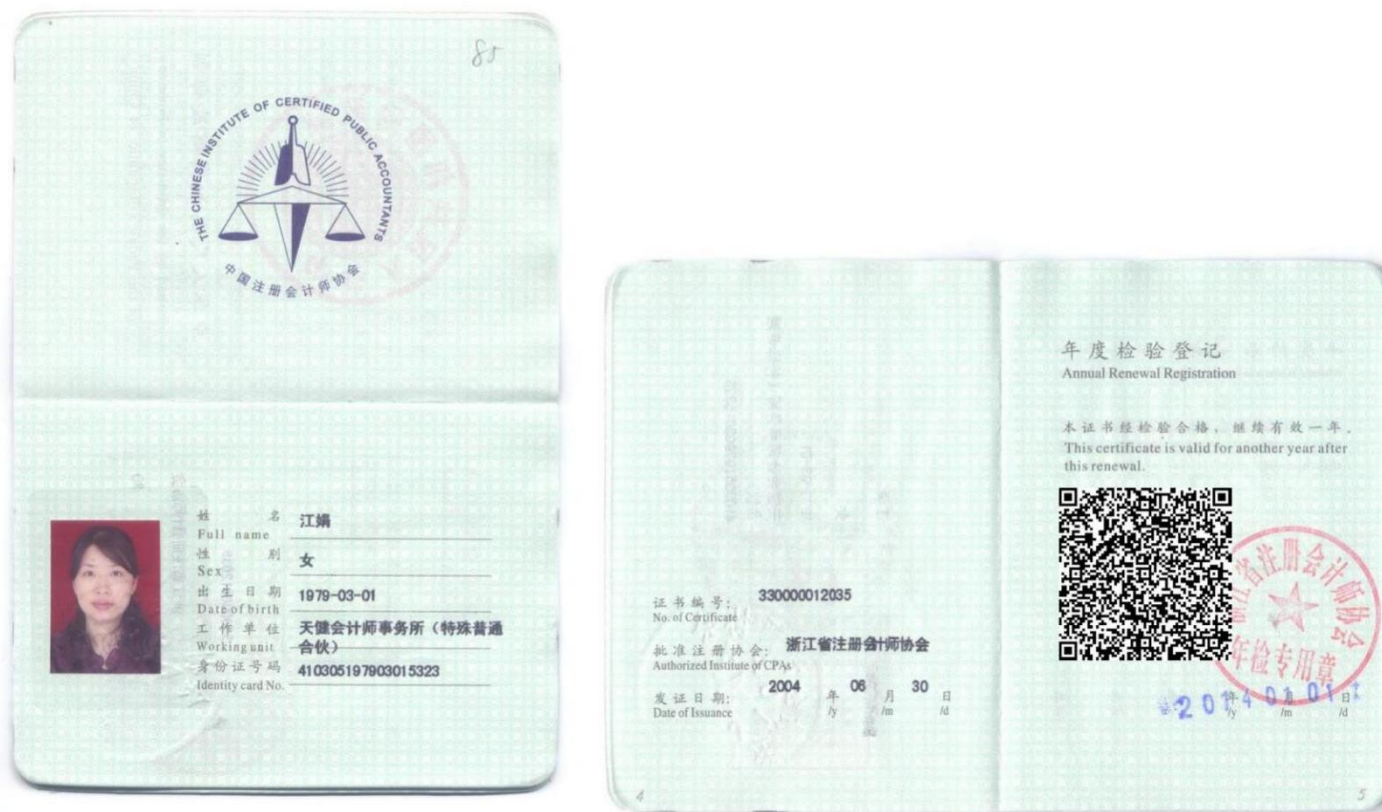 85
THE CHINESE INSTITUTE OF CERTIFIED PUBLIC ACCOUNTANTS
中国注册会计师协会
姓 名 江娟
Full name
性 别 女
Sex
出生日期 1979-03-01
Date of birth
工作单位 天健会计师事务所（特殊普通
Working unit 合伙）
身份证号码 410305197903015323
Identity card No.
证书编号: 330000012035
No. of Certificate
批准注册协会: 浙江省注册会计师协会
Authorized Institute of CPAs
发证日期: 2004 年 06 月 30 日
Date of Issuance /y /m /d
4
年度检验登记
Annual Renewal Registration
本证书经检验合格，继续有效一年。
This certificate is valid for another year after
this renewal.
浙江省注册会计师协会
年检专用章
2014 年 01 月 01 日
/y /m /d
5